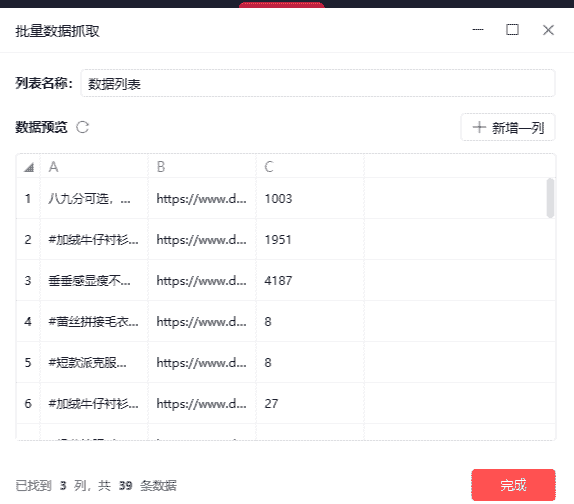 批量数据抓取
列表名称： 数据列表
数据预览 新增一列
A B C
1 八九分可选，... https://www.d... 1003
2 #加绒牛仔衬衫... https://www.d... 1951
3 垂垂感显瘦不... https://www.d... 4187
4 #蕾丝拼接毛衣... https://www.d... 8
5 #短款派克服... https://www.d... 8
6 #加绒牛仔衬衫... https://www.d... 27
已找到 3 列，共 39 条数据 完成